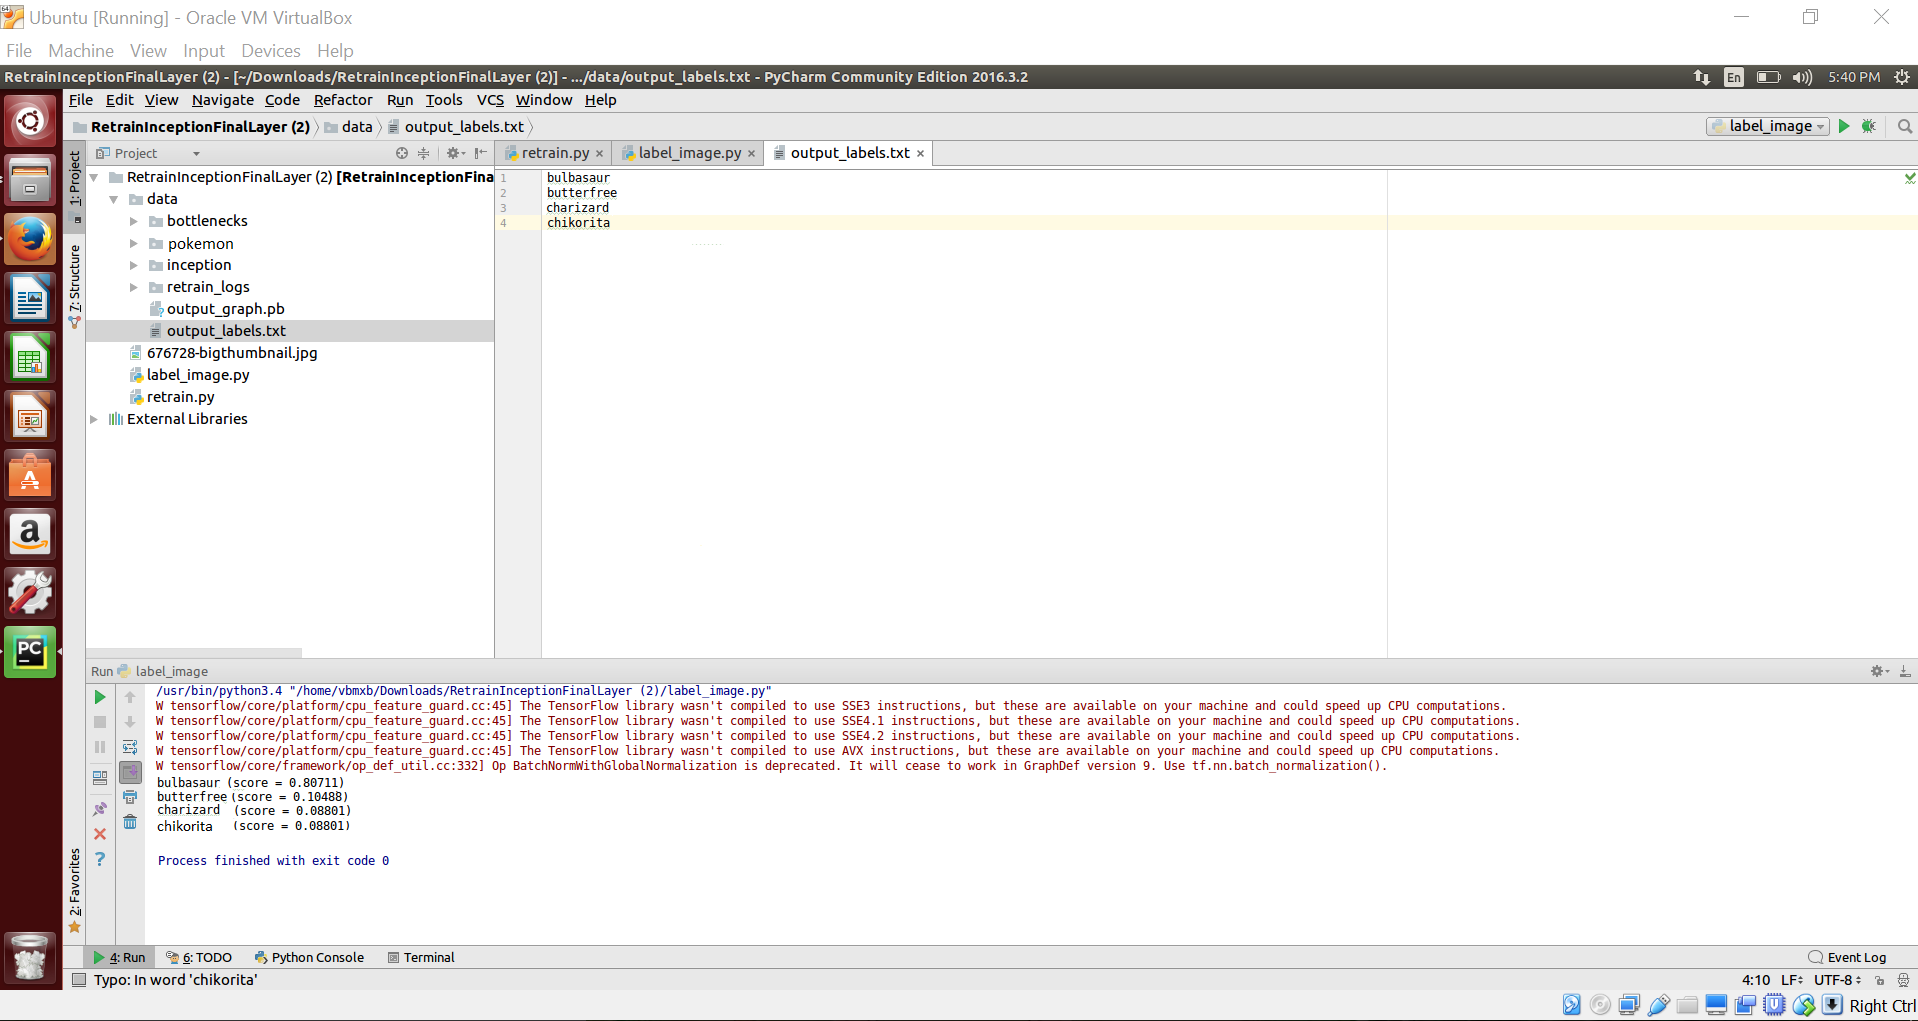 Ubuntu [Running] - Oracle VM VirtualBox
File Machine View Input Devices Help
RetrainInceptionFinalLayer (2) - [~/Downloads/RetrainInceptionFinalLayer (2)] - .../data/output_labels.txt - PyCharm Community Edition 2016.3.2
En 5:40 PM
File Edit View Navigate Code Refactor Run Tools VCS Window Help
RetrainInceptionFinalLayer (2) data output_labels.txt
label_image
1: Project
7: Structure
2: Favorites
Project
RetrainInceptionFinalLayer (2) [RetrainInceptionFina
data
bottlenecks
pokemon
inception
retrain_logs
output_graph.pb
output_labels.txt
676728-bigthumbnail.jpg
label_image.py
retrain.py
External Libraries
retrain.py label_image.py output_labels.txt
1 bulbasaur
2 butterfree
3 charizard
4 chikorita
Run label_image
/usr/bin/python3.4 "/home/vbmxb/Downloads/RetrainInceptionFinalLayer (2)/label_image.py"
W tensorflow/core/platform/cpu_feature_guard.cc:45] The TensorFlow library wasn't compiled to use SSE3 instructions, but these are available on your machine and could speed up CPU computations.
W tensorflow/core/platform/cpu_feature_guard.cc:45] The TensorFlow library wasn't compiled to use SSE4.1 instructions, but these are available on your machine and could speed up CPU computations.
W tensorflow/core/platform/cpu_feature_guard.cc:45] The TensorFlow library wasn't compiled to use SSE4.2 instructions, but these are available on your machine and could speed up CPU computations.
W tensorflow/core/platform/cpu_feature_guard.cc:45] The TensorFlow library wasn't compiled to use AVX instructions, but these are available on your machine and could speed up CPU computations.
W tensorflow/core/framework/op_def_util.cc:332] Op BatchNormWithGlobalNormalization is deprecated. It will cease to work in GraphDef version 9. Use tf.nn.batch_normalization().
bulbasaur (score = 0.80711)
butterfree (score = 0.10488)
charizard (score = 0.08801)
chikorita (score = 0.08801)
Process finished with exit code 0
4: Run 6: TODO Python Console Terminal Event Log
Typo: In word 'chikorita' 4:10 LF UTF-8
Right Ctrl
PC